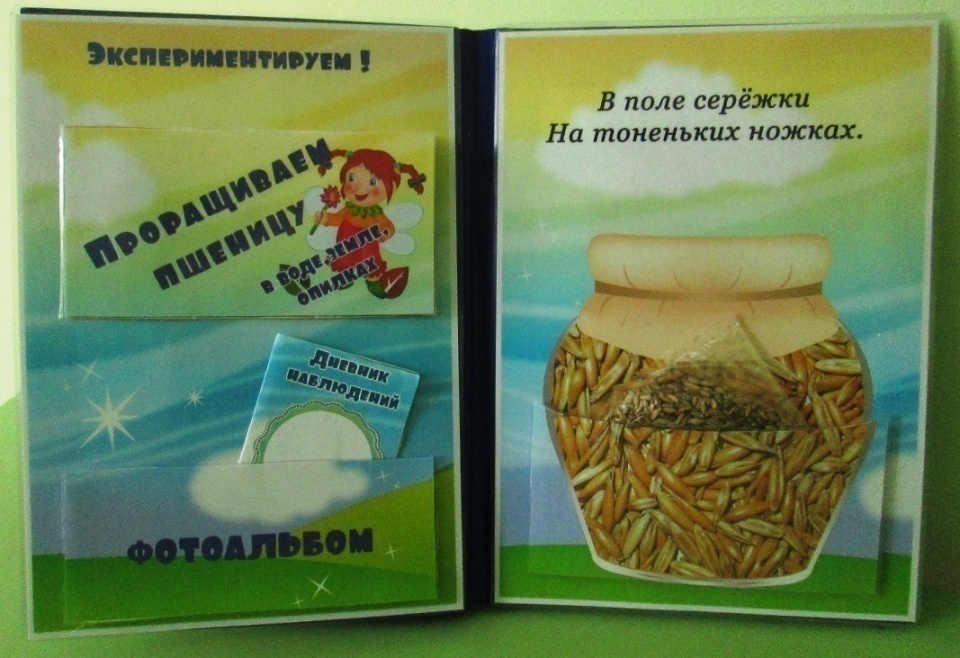 Экспериментируем !
Проращиваем
пшеницу
в воде, земле,
опилках
Дневник
наблюдений
Фотоальбом
В поле серёжки
На тоненьких ножках.